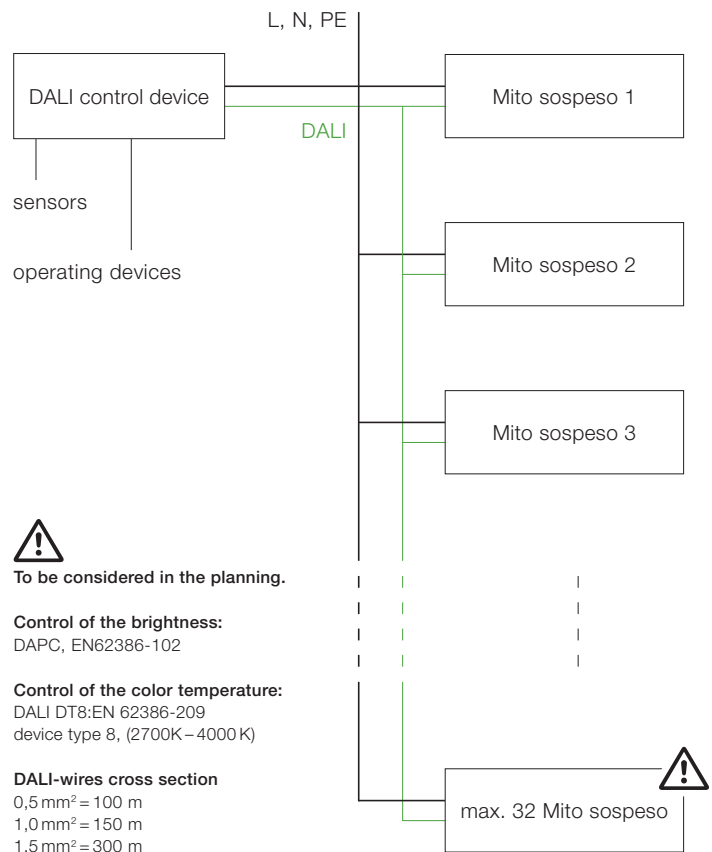 L, N, PE
DALI control device
Mito sospeso 1
DALI
sensors
operating devices
Mito sospeso 2
Mito sospeso 3
To be considered in the planning.
Control of the brightness:
DAPC, EN62386-102
Control of the color temperature:
DALI DT8:EN 62386-209
device type 8, (2700K – 4000 K)
DALI-wires cross section
0,5 mm² = 100 m
1,0 mm² = 150 m
1,5 mm² = 300 m
max. 32 Mito sospeso